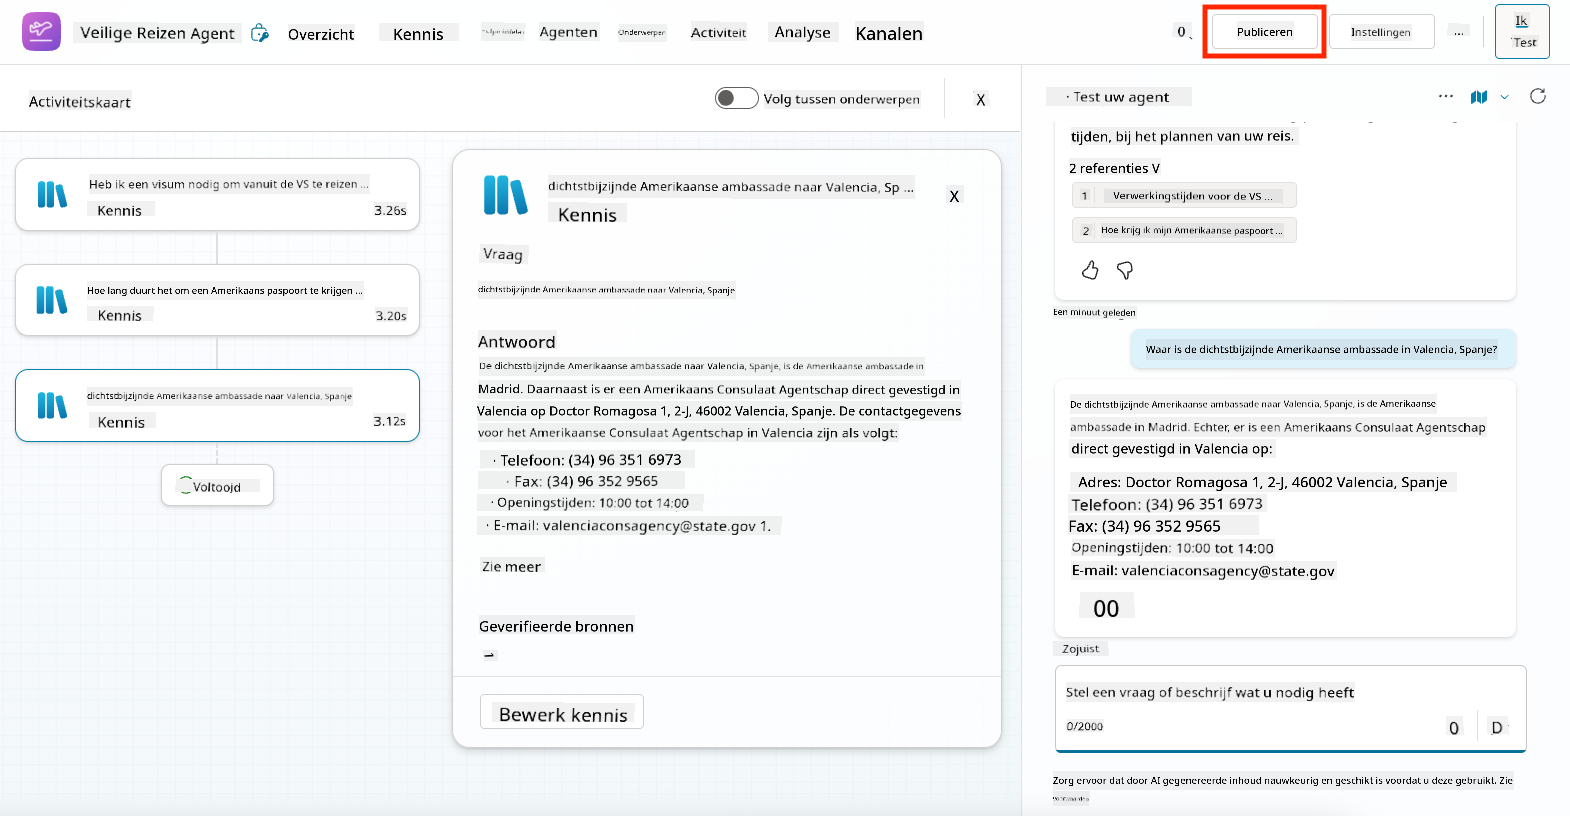 Veilige Reizen Agent
Overzicht
Kennis
Agenten
Onderwerpen
Activiteit
Analyse
Kanalen
0
Publiceren
Instellingen
...
Ik
Test
Activiteitskaart
Volg tussen onderwerpen
X
Heb ik een visum nodig om vanuit de VS te reizen ...
Kennis
3.26s
Hoe lang duurt het om een Amerikaans paspoort te krijgen ...
Kennis
3.20s
dichtstbijzijnde Amerikaanse ambassade naar Valencia, Spanje
Kennis
3.12s
Voltooid
dichtstbijzijnde Amerikaanse ambassade naar Valencia, Sp ...
Kennis
X
Vraag
dichtstbijzijnde Amerikaanse ambassade naar Valencia, Spanje
Antwoord
De dichtstbijzijnde Amerikaanse ambassade naar Valencia, Spanje, is de Amerikaanse ambassade in
Madrid. Daarnaast is er een Amerikaans Consulaat Agentschap direct gevestigd in
Valencia op Doctor Romagosa 1, 2-J, 46002 Valencia, Spanje. De contactgegevens
voor het Amerikaanse Consulaat Agentschap in Valencia zijn als volgt:
· Telefoon: (34) 96 351 6973
· Fax: (34) 96 352 9565
· Openingstijden: 10:00 tot 14:00
· E-mail: valenciaconsagency@state.gov 1.
Zie meer
Geverifieerde bronnen
Bewerk kennis
· Test uw agent
tijden, bij het plannen van uw reis.
2 referenties V
1 Verwerkingstijden voor de VS ...
2 Hoe krijg ik mijn Amerikaanse paspoort ...
Een minuut geleden
Waar is de dichtstbijzijnde Amerikaanse ambassade in Valencia, Spanje?
De dichtstbijzijnde Amerikaanse ambassade naar Valencia, Spanje, is de Amerikaanse
ambassade in Madrid. Echter, er is een Amerikaans Consulaat Agentschap
direct gevestigd in Valencia op:
Adres: Doctor Romagosa 1, 2-J, 46002 Valencia, Spanje
Telefoon: (34) 96 351 6973
Fax: (34) 96 352 9565
Openingstijden: 10:00 tot 14:00
E-mail: valenciaconsagency@state.gov
00
Zojuist
Stel een vraag of beschrijf wat u nodig heeft
0/2000
0
D
Zorg ervoor dat door AI gegenereerde inhoud nauwkeurig en geschikt is voordat u deze gebruikt. Zie